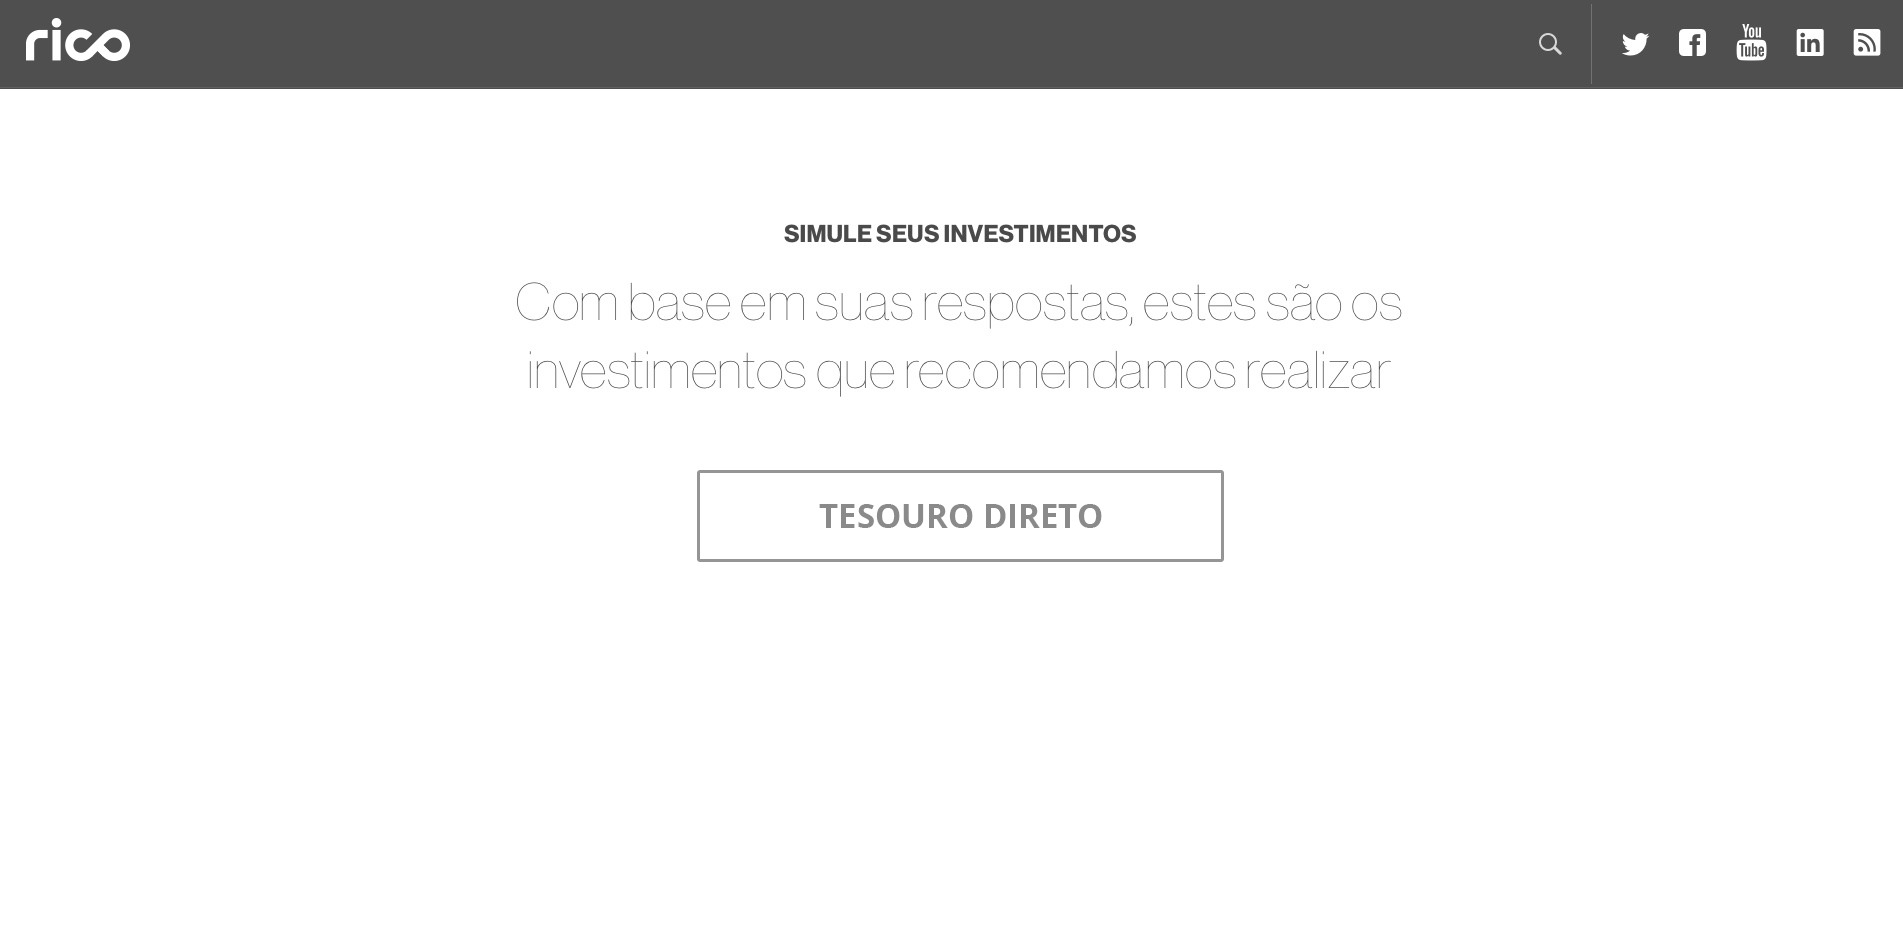 rico
You
Tube
in
SIMULE SEUS INVESTIMENTOS
Com base em suas respostas, estes são os
investimentos que recomendamos realizar
TESOURO DIRETO